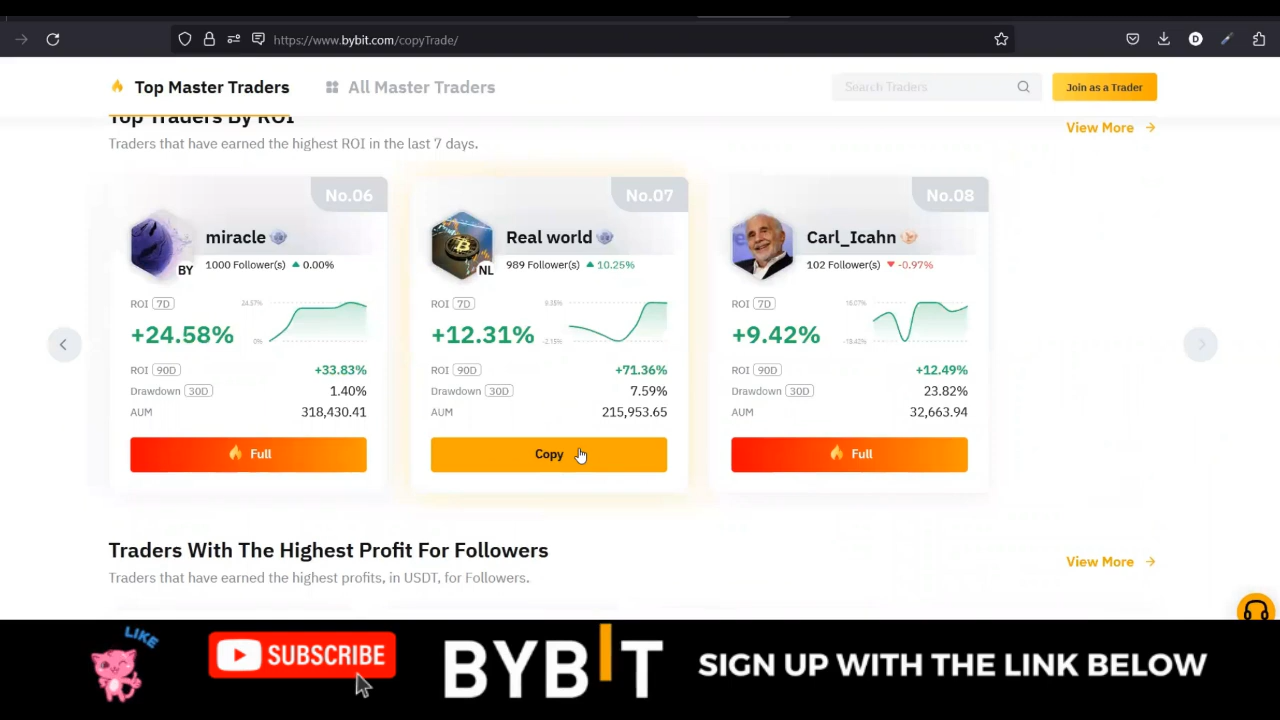 https://www.bybit.com/copyTrade/
D
Top Master Traders
All Master Traders
Search Traders
Join as a Trader
Top Traders By ROI
View More
Traders that have earned the highest ROI in the last 7 days.
No.06
miracle
BY
1000 Follower(s) 0.00%
ROI 7D
+24.58%
24.57%
0%
ROI 90D +33.83%
Drawdown 30D 1.40%
AUM 318,430.41
Full
No.07
Real world
NL
989 Follower(s) 10.25%
ROI 7D
+12.31%
-2.15%
ROI 90D +71.36%
Drawdown 30D 7.59%
AUM 215,953.65
Copy
No.08
Carl_Icahn
102 Follower(s) -0.97%
ROI 7D
+9.42%
ROI 90D +12.49%
Drawdown 30D 23.82%
AUM 32,663.94
Full
Traders With The Highest Profit For Followers
View More
Traders that have earned the highest profits, in USDT, for Followers.
LIKE
SUBSCRIBE
BYBIT
SIGN UP WITH THE LINK BELOW